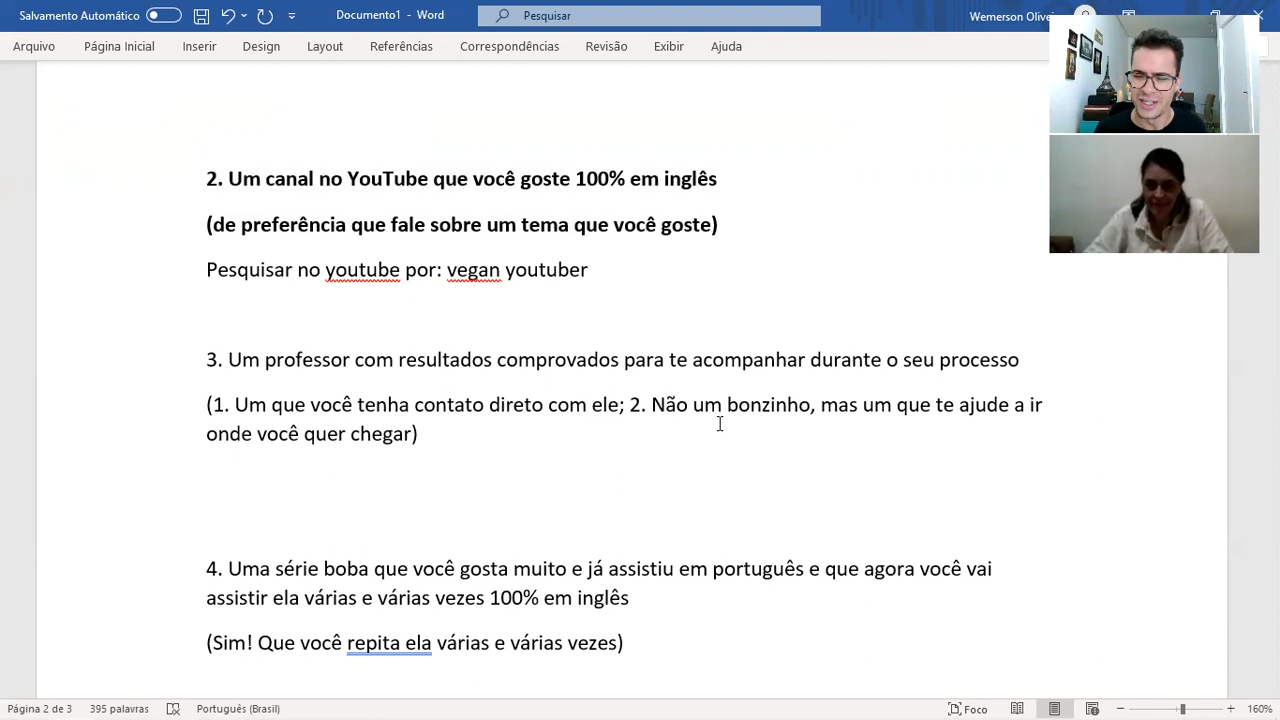 Salvamento Automático
Documento1 - Word
Pesquisar
Wemerson Olive
Arquivo
Página Inicial
Inserir
Design
Layout
Referências
Correspondências
Revisão
Exibir
Ajuda
2. Um canal no YouTube que você goste 100% em inglês
(de preferência que fale sobre um tema que você goste)
Pesquisar no youtube por: vegan youtuber
3. Um professor com resultados comprovados para te acompanhar durante o seu processo
(1. Um que você tenha contato direto com ele; 2. Não um bonzinho, mas um que te ajude a ir
onde você quer chegar)
4. Uma série boba que você gosta muito e já assistiu em português e que agora você vai
assistir ela várias e várias vezes 100% em inglês
(Sim! Que você repita ela várias e várias vezes)
Página 2 de 3
395 palavras
Português (Brasil)
Foco
160%